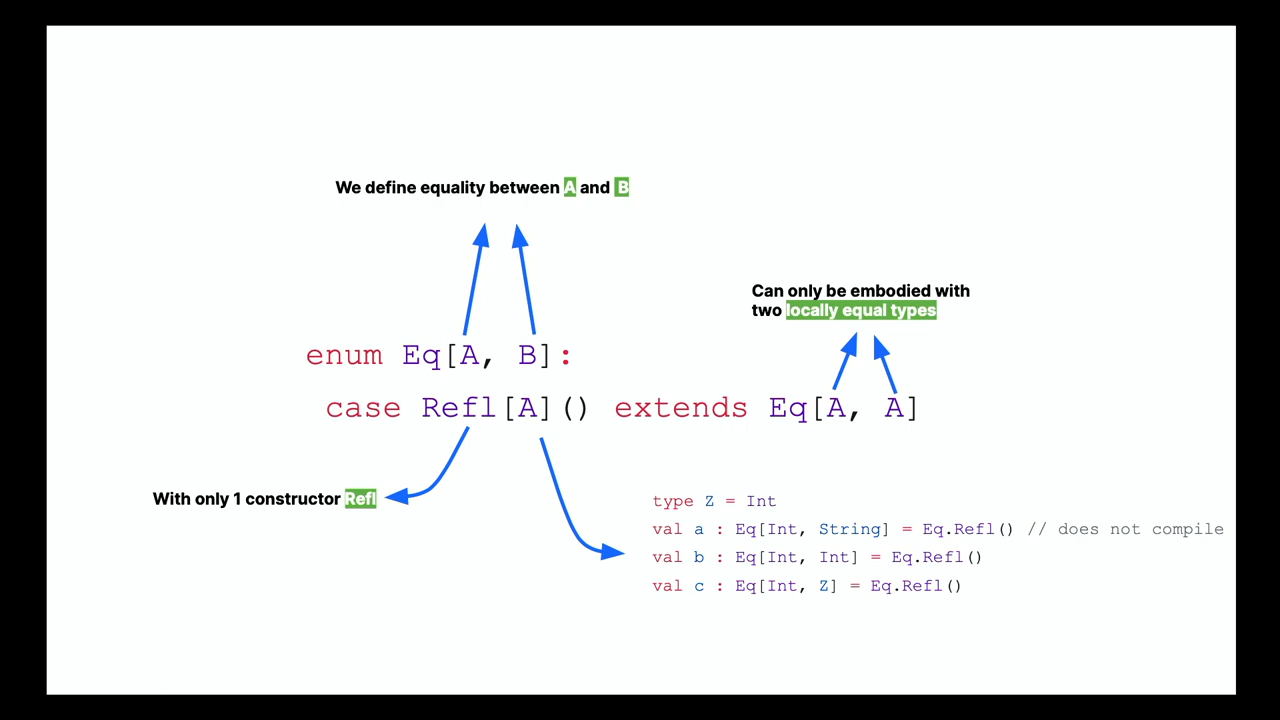 We define equality between A and B
Can only be embodied with
two locally equal types
enum Eq[A, B]:
case Refl[A]() extends Eq[A, A]
With only 1 constructor Refl
type Z = Int
val a : Eq[Int, String] = Eq.Refl() // does not compile
val b : Eq[Int, Int] = Eq.Refl()
val c : Eq[Int, Z] = Eq.Refl()